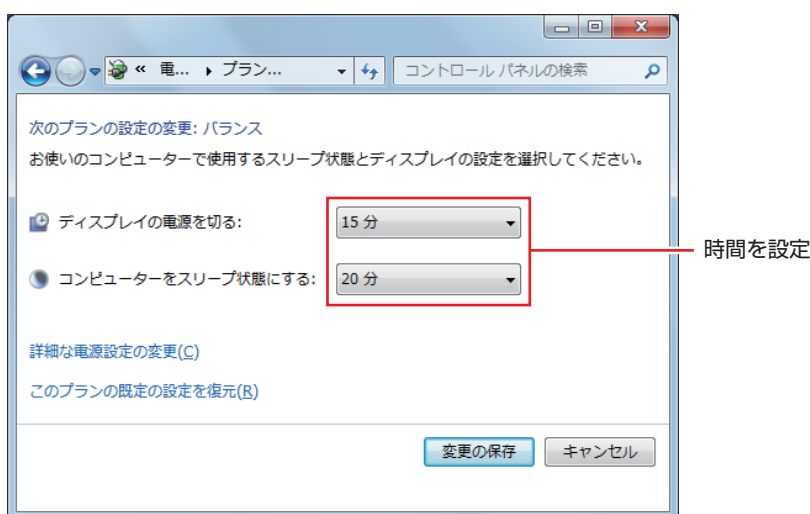 « 電... ▸ プラン...
コントロール パネルの検索
次のプランの設定の変更: バランス
お使いのコンピューターで使用するスリープ状態とディスプレイの設定を選択してください。
ディスプレイの電源を切る: 15 分
時間を設定
コンピューターをスリープ状態にする: 20 分
詳細な電源設定の変更(C)
このプランの既定の設定を復元(R)
変更の保存 キャンセル